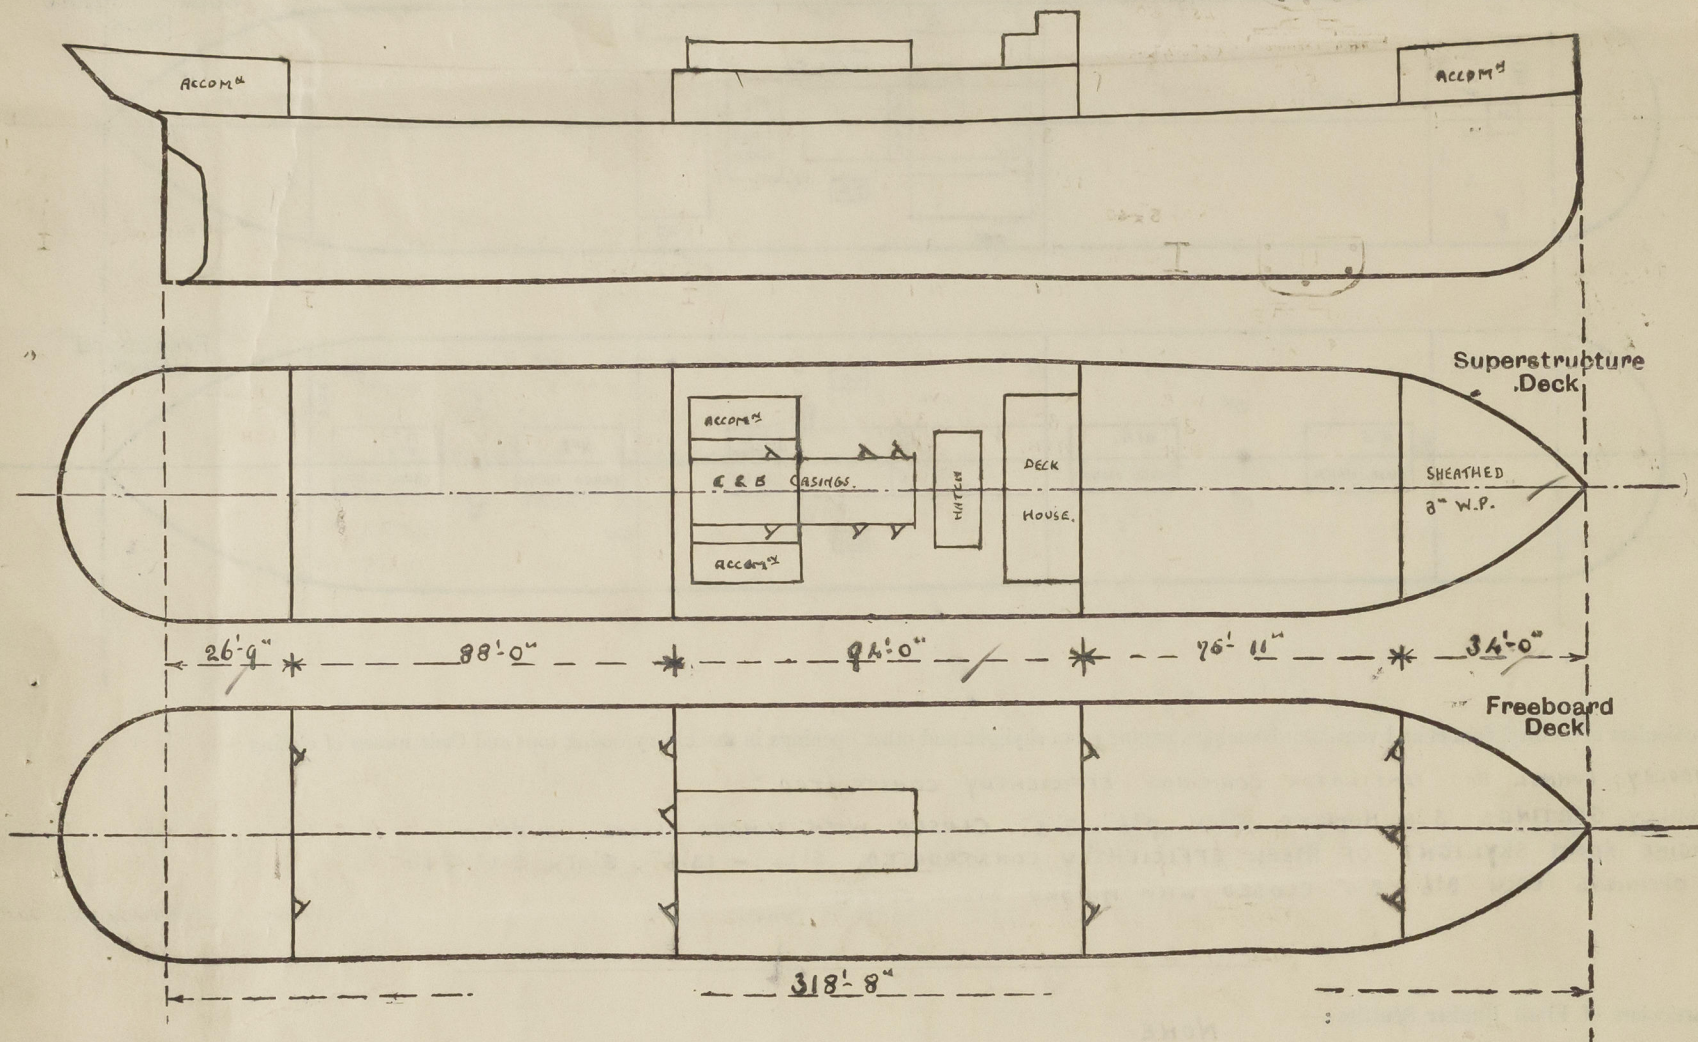 ACCOMᴺ
ACCOMᴺ
Superstructure
Deck
ACCOMᴺ
E & B CASINGS.
ACCOMᴺ
HATCH
DECK
HOUSE.
SHEATHED
3" W.P.
26'-9" 88'-0" 94'-0" 75'-11" 34'-0"
Freeboard
Deck
318'-8"